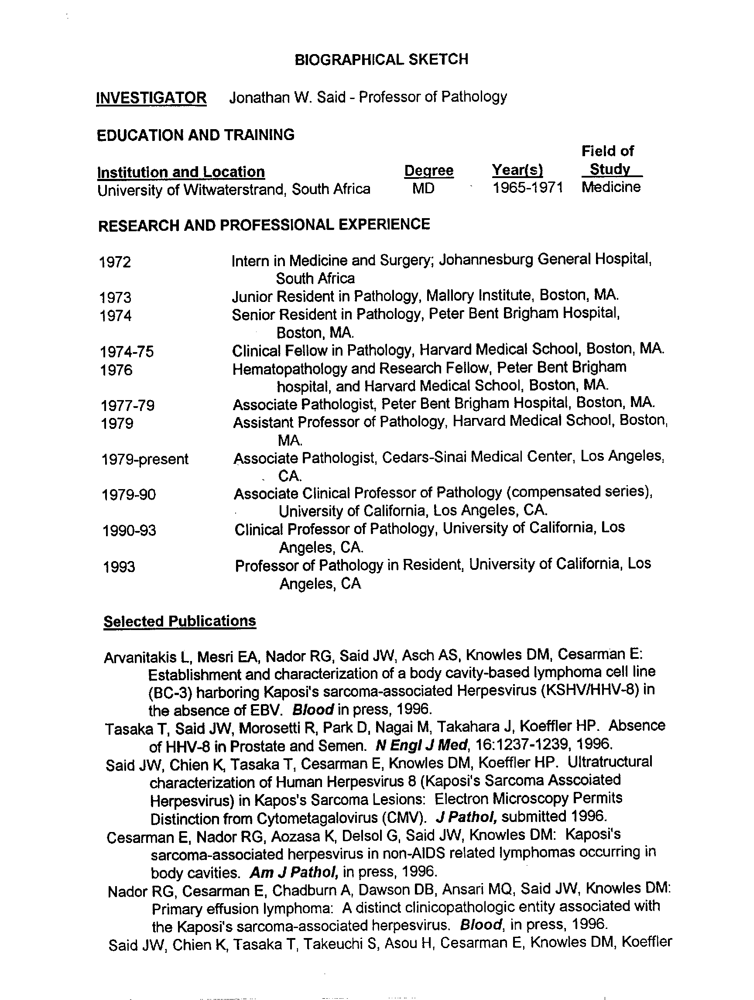 BIOGRAPHICAL SKETCH
INVESTIGATOR Jonathan W. Said - Professor of Pathology
EDUCATION AND TRAINING
Field of
Institution and Location Degree Year(s) Study
University of Witwaterstrand, South Africa MD 1965-1971 Medicine
RESEARCH AND PROFESSIONAL EXPERIENCE
1972 Intern in Medicine and Surgery; Johannesburg General Hospital,
South Africa
1973 Junior Resident in Pathology, Mallory Institute, Boston, MA.
1974 Senior Resident in Pathology, Peter Bent Brigham Hospital,
Boston, MA.
1974-75 Clinical Fellow in Pathology, Harvard Medical School, Boston, MA.
1976 Hematopathology and Research Fellow, Peter Bent Brigham
hospital, and Harvard Medical School, Boston, MA.
1977-79 Associate Pathologist, Peter Bent Brigham Hospital, Boston, MA.
1979 Assistant Professor of Pathology, Harvard Medical School, Boston,
MA.
1979-present Associate Pathologist, Cedars-Sinai Medical Center, Los Angeles,
CA.
1979-90 Associate Clinical Professor of Pathology (compensated series),
University of California, Los Angeles, CA.
1990-93 Clinical Professor of Pathology, University of California, Los
Angeles, CA.
1993 Professor of Pathology in Resident, University of California, Los
Angeles, CA
Selected Publications
Arvanitakis L, Mesri EA, Nador RG, Said JW, Asch AS, Knowles DM, Cesarman E:
Establishment and characterization of a body cavity-based lymphoma cell line
(BC-3) harboring Kaposi's sarcoma-associated Herpesvirus (KSHV/HHV-8) in
the absence of EBV. Blood in press, 1996.
Tasaka T, Said JW, Morosetti R, Park D, Nagai M, Takahara J, Koeffler HP. Absence
of HHV-8 in Prostate and Semen. N Engl J Med, 16:1237-1239, 1996.
Said JW, Chien K, Tasaka T, Cesarman E, Knowles DM, Koeffler HP. Ultratructural
characterization of Human Herpesvirus 8 (Kaposi's Sarcoma Asscoiated
Herpesvirus) in Kapos's Sarcoma Lesions: Electron Microscopy Permits
Distinction from Cytometagalovirus (CMV). J Pathol, submitted 1996.
Cesarman E, Nador RG, Aozasa K, Delsol G, Said JW, Knowles DM: Kaposi's
sarcoma-associated herpesvirus in non-AIDS related lymphomas occurring in
body cavities. Am J Pathol, in press, 1996.
Nador RG, Cesarman E, Chadburn A, Dawson DB, Ansari MQ, Said JW, Knowles DM:
Primary effusion lymphoma: A distinct clinicopathologic entity associated with
the Kaposi's sarcoma-associated herpesvirus. Blood, in press, 1996.
Said JW, Chien K, Tasaka T, Takeuchi S, Asou H, Cesarman E, Knowles DM, Koeffler